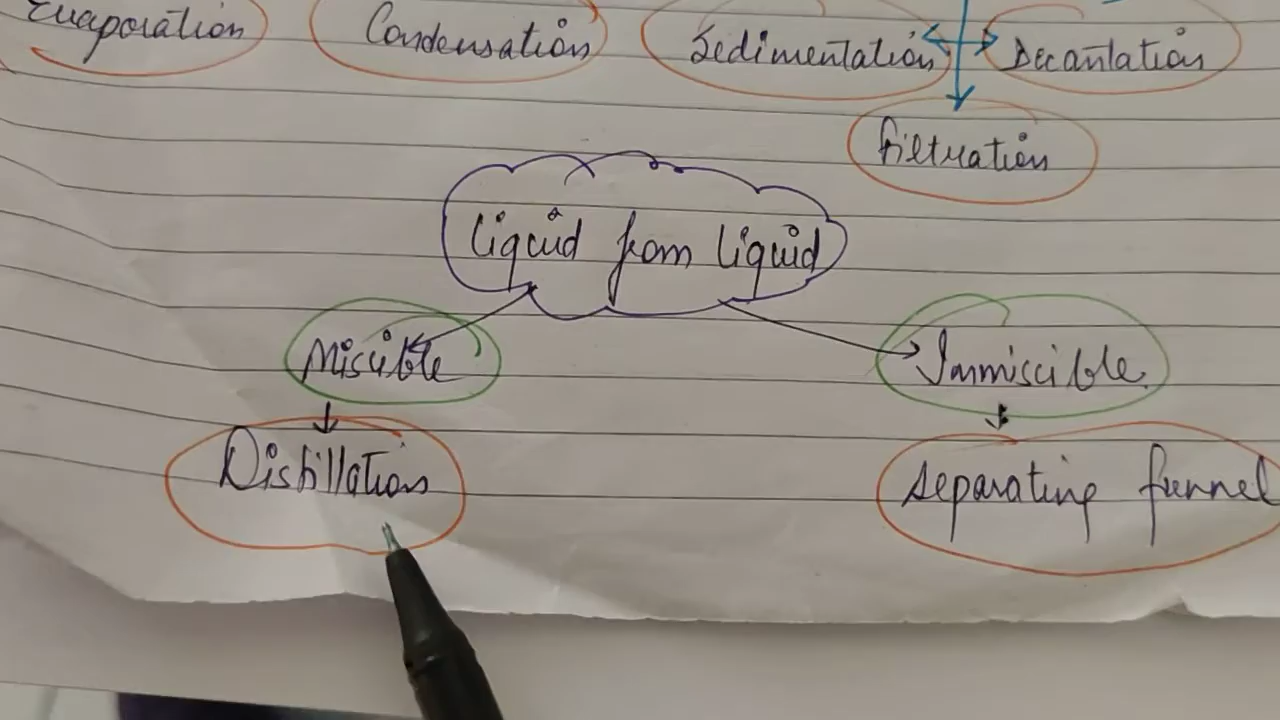 Evaporation Condensation Sedimentation Decantation
filtration
liquid from liquid
Miscible Immiscible
Distillation separating funnel